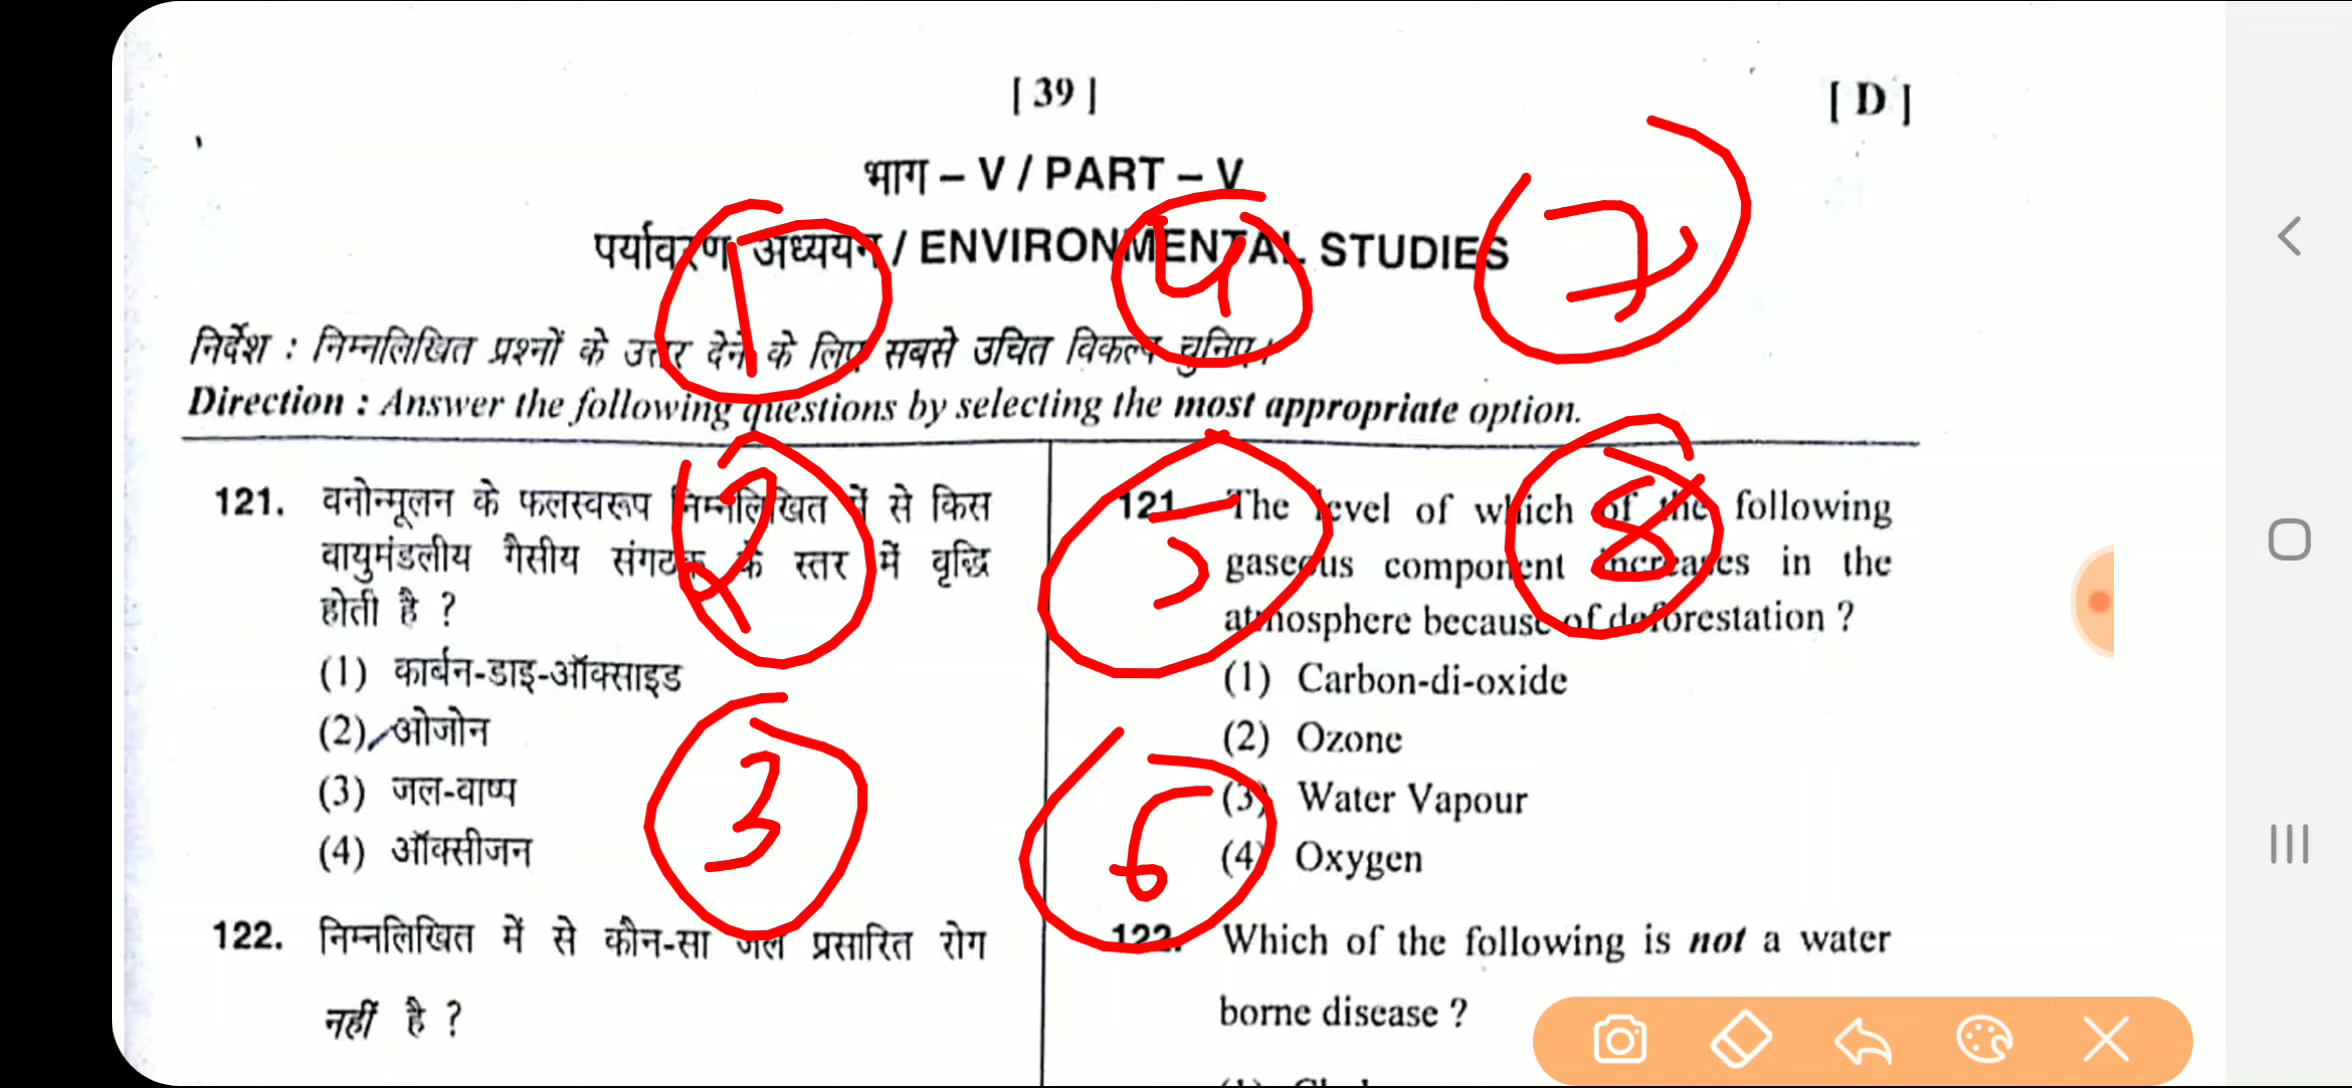 [ 39 ]
[ D ]
भाग – V / PART – V
पर्यावरण अध्ययन / ENVIRONMENTAL STUDIES
निर्देश : निम्नलिखित प्रश्नों के उत्तर देने के लिए सबसे उचित विकल्प चुनिए।
Direction : Answer the following questions by selecting the most appropriate option.
1
4
7
2
5
8
3
6
121. वनोन्मूलन के फलस्वरूप निम्नलिखित में से किस
वायुमंडलीय गैसीय संगठक के स्तर में वृद्धि
होती है ?
(1) कार्बन-डाइ-ऑक्साइड
(2) ओजोन
(3) जल-वाष्प
(4) ऑक्सीजन
122. निम्नलिखित में से कौन-सा जल प्रसारित रोग
नहीं है ?
121. The level of which of the following
gaseous component increases in the
atmosphere because of deforestation ?
(1) Carbon-di-oxide
(2) Ozone
(3) Water Vapour
(4) Oxygen
122. Which of the following is not a water
borne disease ?